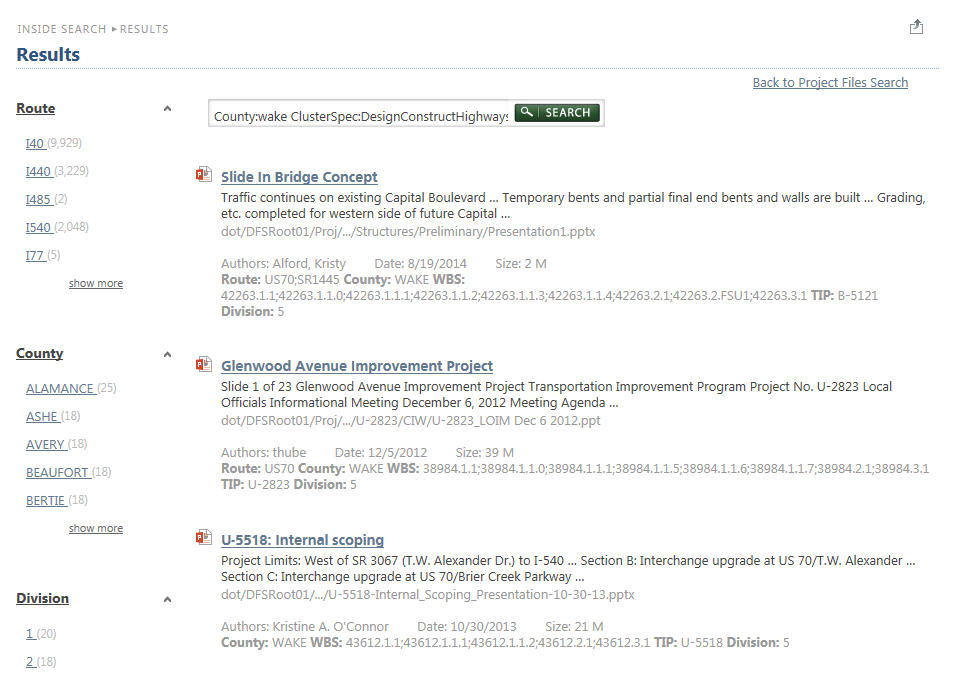 INSIDE SEARCH ▸ RESULTS
Results
Back to Project Files Search
Route
I40 (9,929)
I440 (3,229)
I485 (2)
I540 (2,048)
I77 (5)
show more
County
ALAMANCE (25)
ASHE (18)
AVERY (18)
BEAUFORT (18)
BERTIE (18)
show more
Division
1 (20)
2 (18)
County:wake ClusterSpec:DesignConstructHighways SEARCH
Slide In Bridge Concept
Traffic continues on existing Capital Boulevard ... Temporary bents and partial final end bents and walls are built ... Grading,
etc. completed for western side of future Capital ...
dot/DFSRoot01/Proj/.../Structures/Preliminary/Presentation1.pptx
Authors: Alford, Kristy Date: 8/19/2014 Size: 2 M
Route: US70;SR1445 County: WAKE WBS:
42263.1.1;42263.1.1.0;42263.1.1.1;42263.1.1.2;42263.1.1.3;42263.1.1.4;42263.2.1;42263.2.FSU1;42263.3.1 TIP: B-5121
Division: 5
Glenwood Avenue Improvement Project
Slide 1 of 23 Glenwood Avenue Improvement Project Transportation Improvement Program Project No. U-2823 Local
Officials Informational Meeting December 6, 2012 Meeting Agenda ...
dot/DFSRoot01/Proj/.../U-2823/CIW/U-2823_LOIM Dec 6 2012.ppt
Authors: thube Date: 12/5/2012 Size: 39 M
Route: US70 County: WAKE WBS: 38984.1.1;38984.1.1.0;38984.1.1.1;38984.1.1.5;38984.1.1.6;38984.1.1.7;38984.2.1;38984.3.1
TIP: U-2823 Division: 5
U-5518: Internal scoping
Project Limits: West of SR 3067 (T.W. Alexander Dr.) to I-540 ... Section B: Interchange upgrade at US 70/T.W. Alexander ...
Section C: Interchange upgrade at US 70/Brier Creek Parkway ...
dot/DFSRoot01/.../U-5518-Internal_Scoping_Presentation-10-30-13.pptx
Authors: Kristine A. O'Connor Date: 10/30/2013 Size: 21 M
County: WAKE WBS: 43612.1.1;43612.1.1.1;43612.1.1.2;43612.2.1;43612.3.1 TIP: U-5518 Division: 5